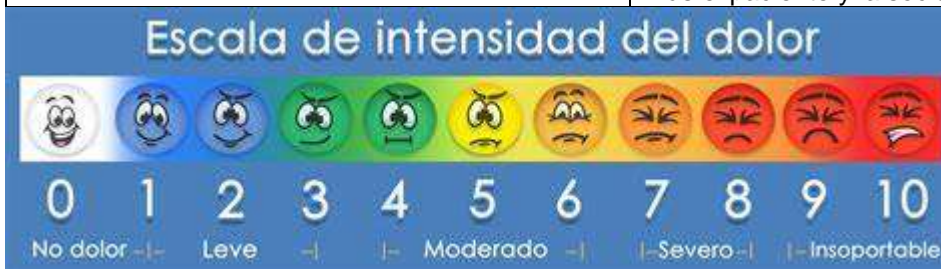 Escala de intensidad del dolor
0 1 2 3 4 5 6 7 8 9 10
No dolor -|- Leve -| |- Moderado -| |-Severo-| |-Insoportable